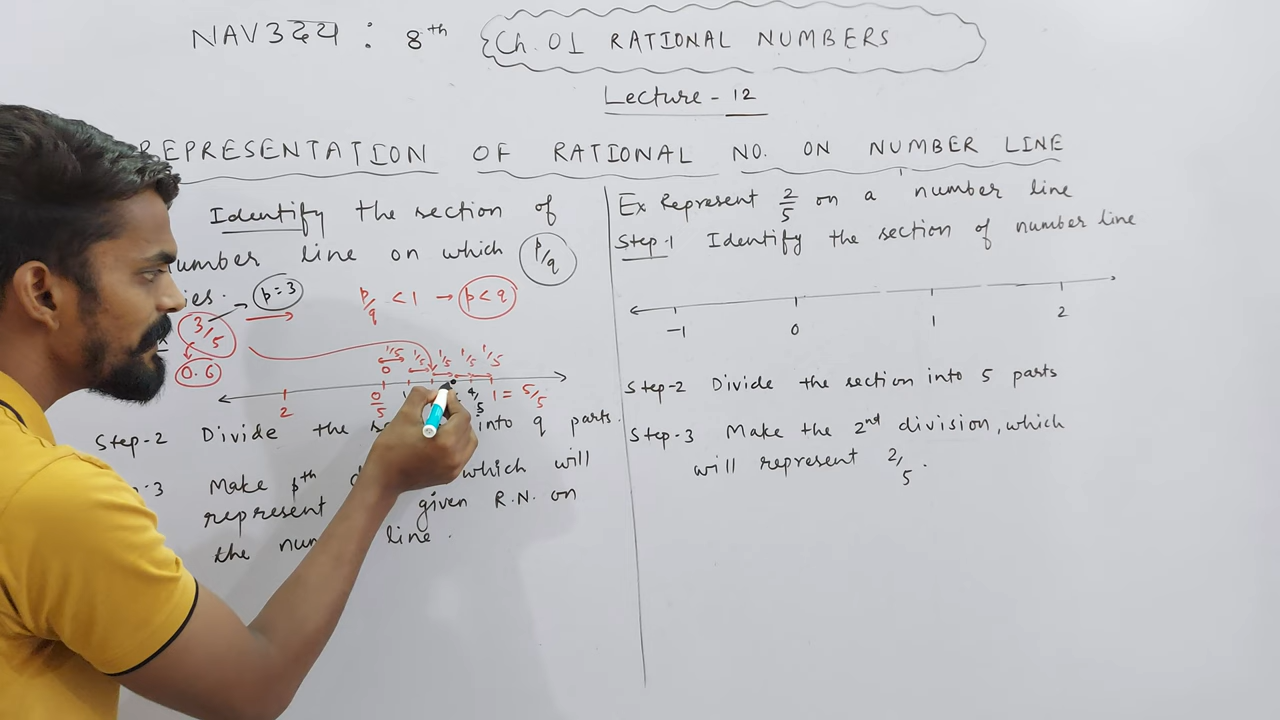 NAV3दय : 8th Ch. 01 RATIONAL NUMBERS
Lecture - 12
REPRESENTATION OF RATIONAL NO. ON NUMBER LINE
Identify the section of
number line on which p/q
lies.
3/5 p=3
p/q < 1 → p < q
0.6
1/5 1/5 1/5 1/5 1/5
0
2 0/5 4/5 1 = 5/5
Step-2 Divide the into q parts.
3 Make pth which will
represent given R.N. on
the line.
Ex Represent 2/5 on a number line
Step-1 Identify the section of number line
-1 0 1 2
Step-2 Divide the section into 5 parts
Step-3 Make the 2nd division, which
will represent 2/5.